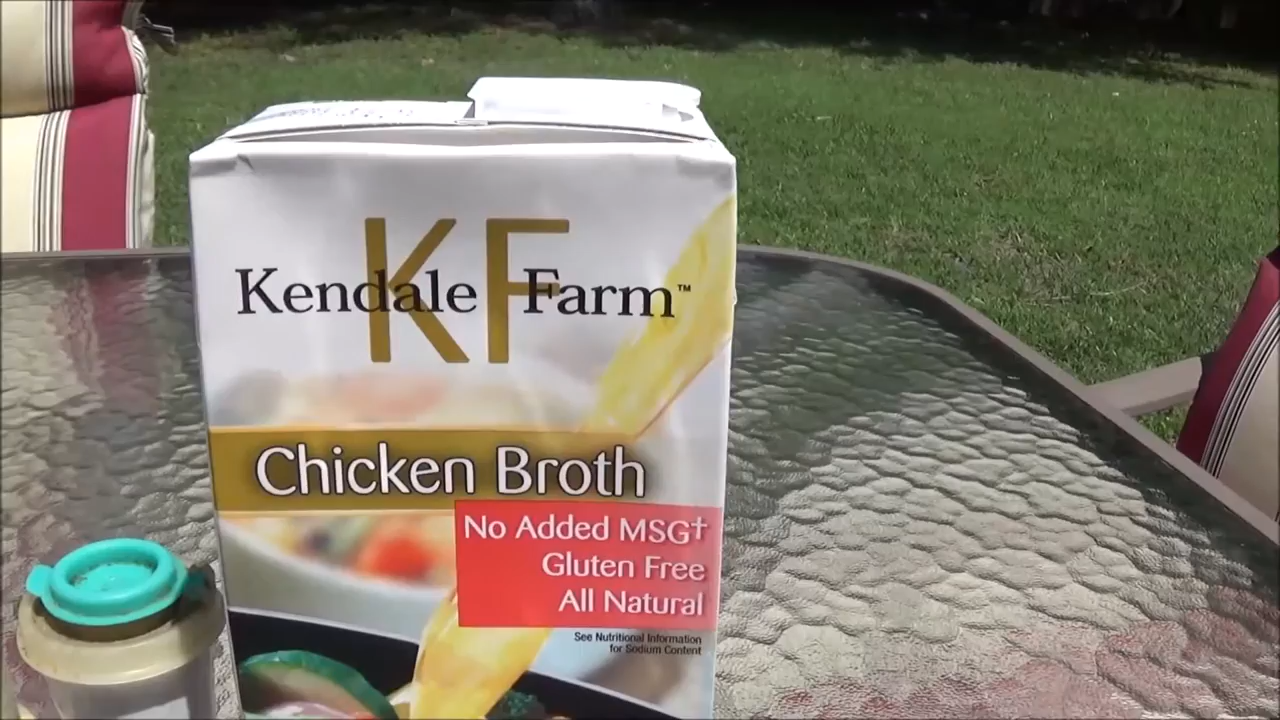 KF
Kendale Farm™
Chicken Broth
No Added MSG†
Gluten Free
All Natural
See Nutritional Information
for Sodium Content